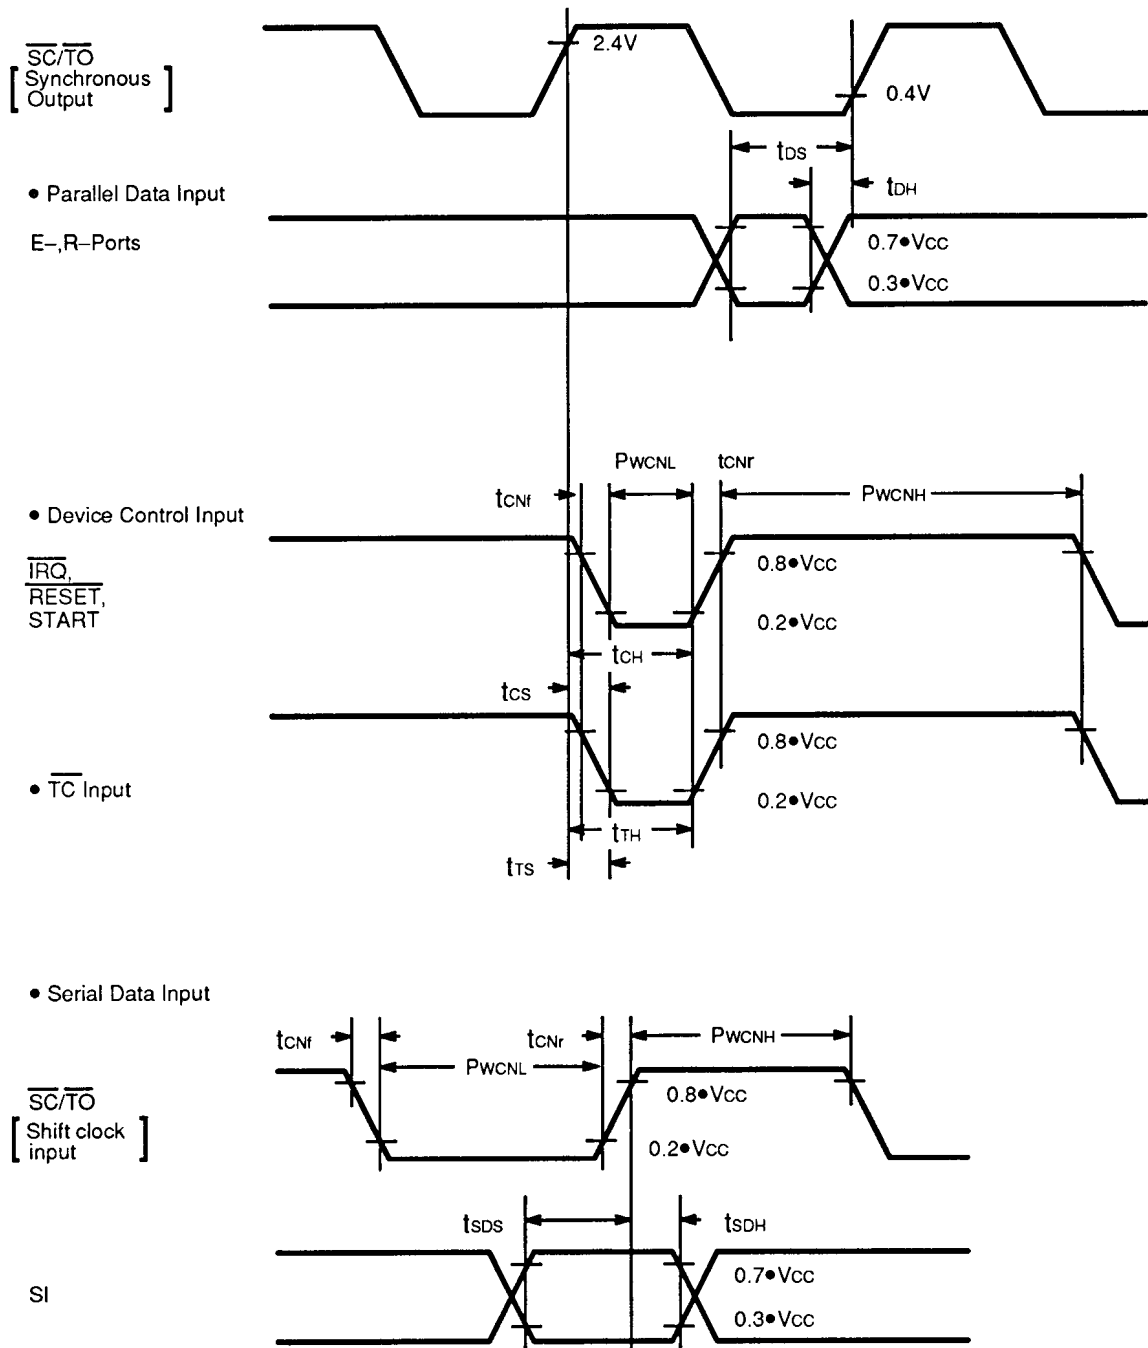 SC/TO
[ Synchronous
Output ]
2.4V
0.4V
tDS
• Parallel Data Input
tDH
E–,R–Ports
0.7•VCC
0.3•VCC
PWCNL
tCNr
tCNf
PWCNH
• Device Control Input
IRQ,
RESET,
START
0.8•VCC
0.2•VCC
tCH
tCS
0.8•VCC
• TC Input
0.2•VCC
tTH
tTS
• Serial Data Input
tCNf
tCNr
PWCNH
PWCNL
SC/TO
[ Shift clock
input ]
0.8•VCC
0.2•VCC
tSDS
tSDH
SI
0.7•VCC
0.3•VCC